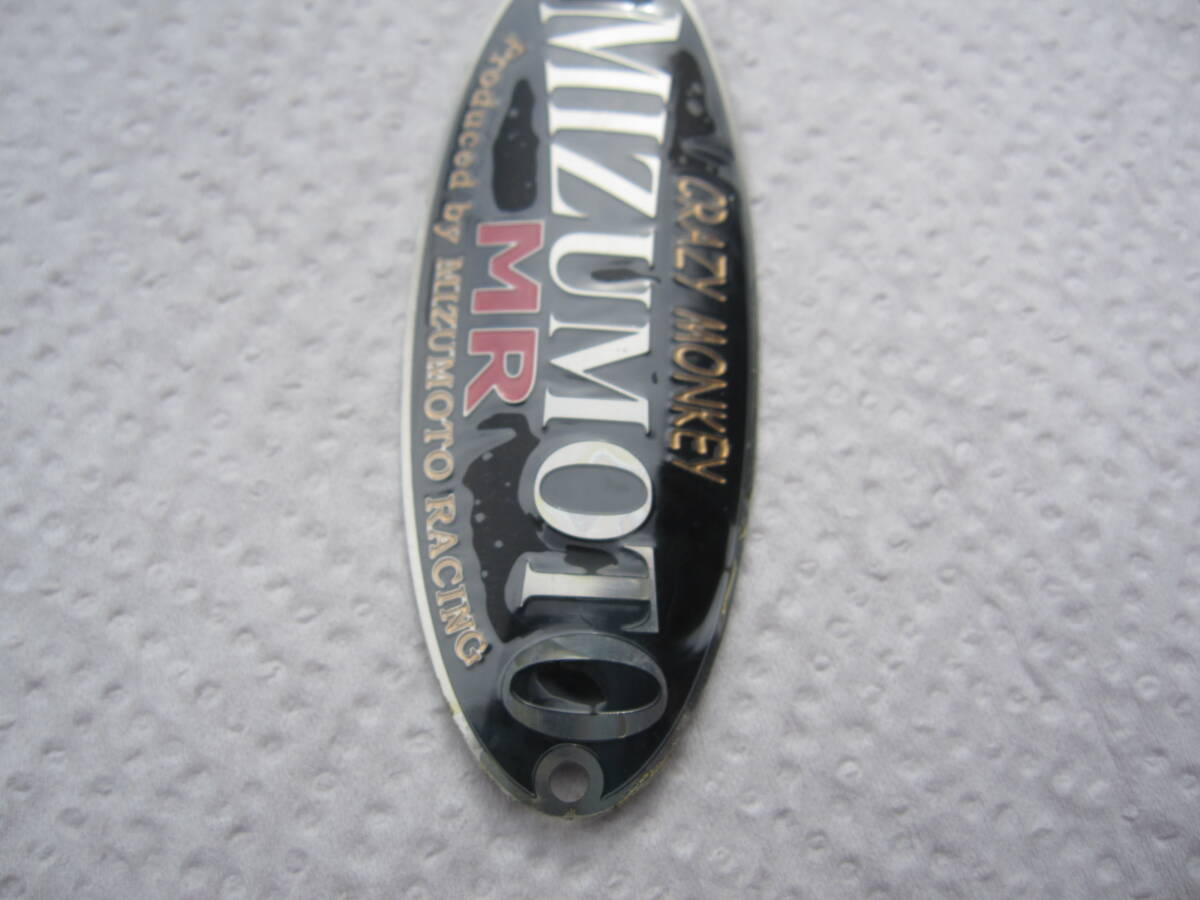 CRAZY MONKEY
MIZUMOTO
MR
Produced by MIZUMOTO RACING